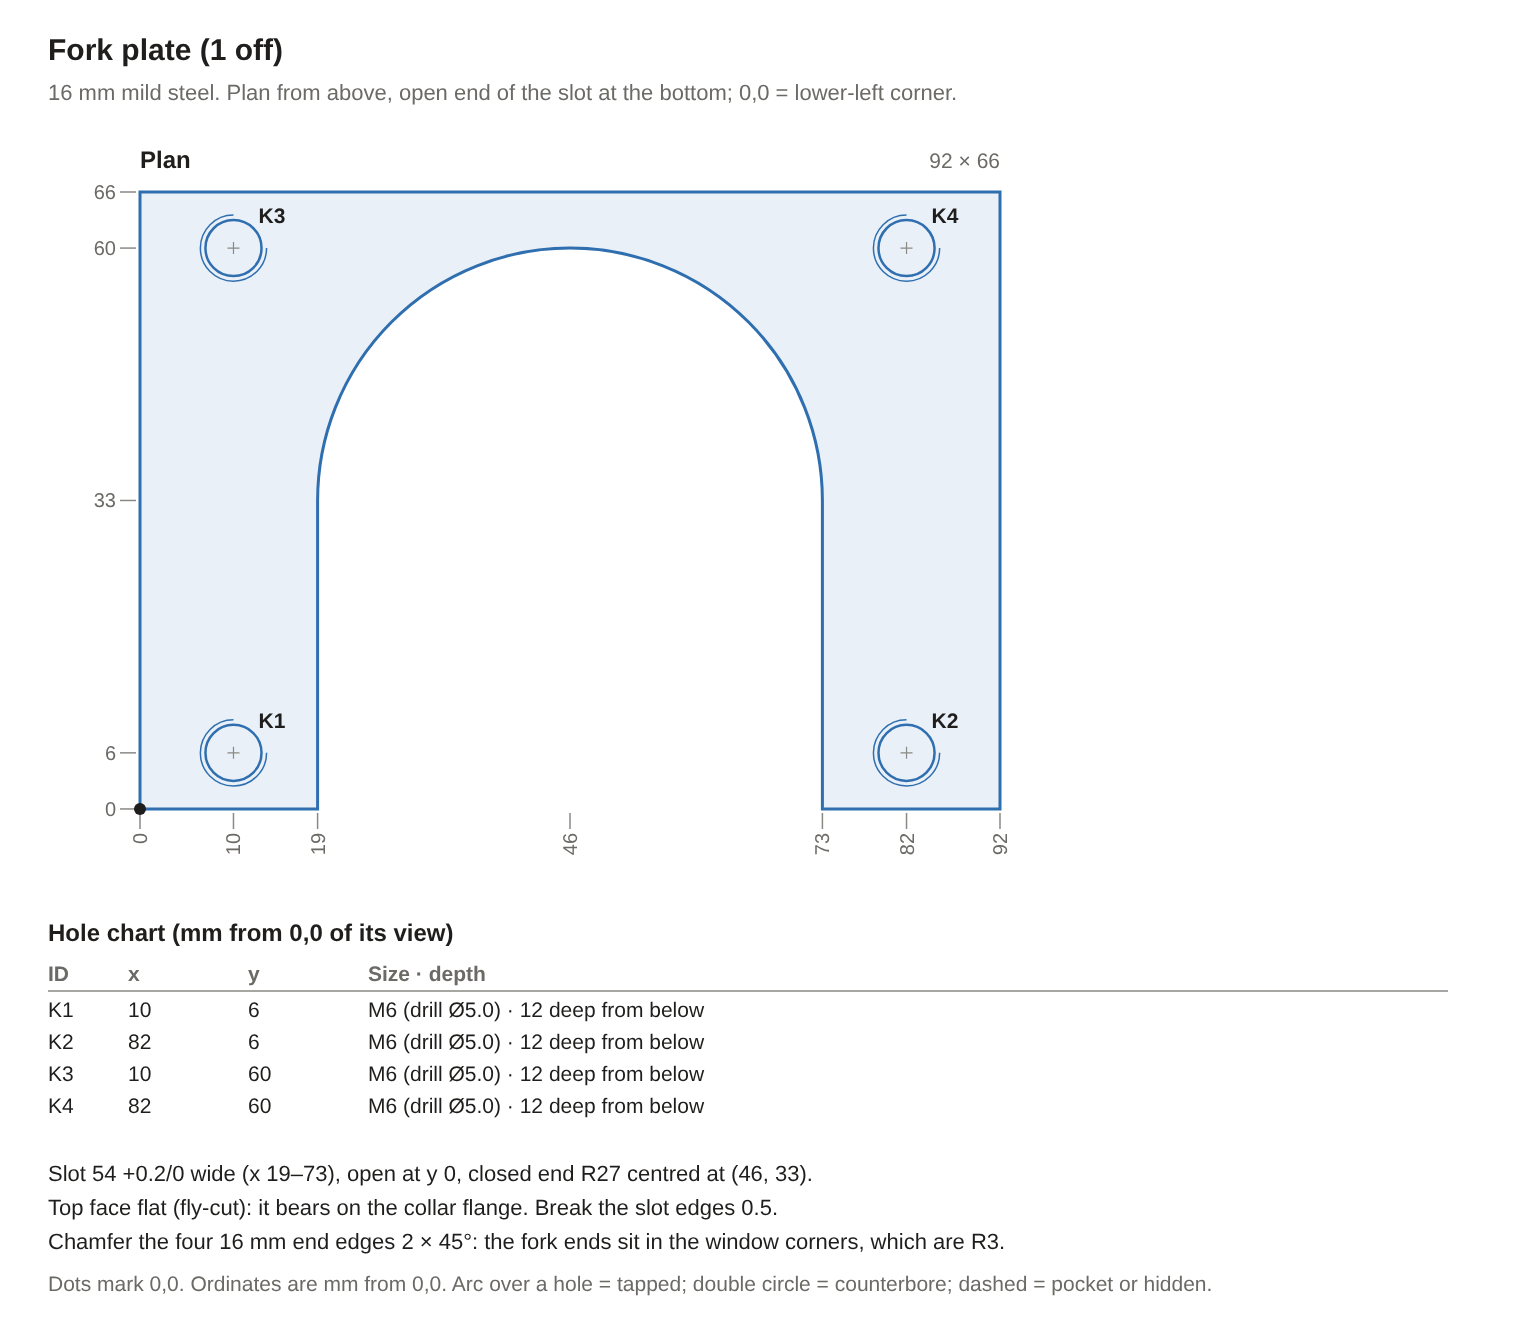 Fork plate (1 off)
16 mm mild steel. Plan from above, open end of the slot at the bottom; 0,0 = lower-left corner.
Plan 92 × 66
66
K3 K4
60
33
K1 K2
6
0
0 10 19 46 73 82 92
Hole chart (mm from 0,0 of its view)
ID x y Size · depth
K1 10 6 M6 (drill Ø5.0) · 12 deep from below
K2 82 6 M6 (drill Ø5.0) · 12 deep from below
K3 10 60 M6 (drill Ø5.0) · 12 deep from below
K4 82 60 M6 (drill Ø5.0) · 12 deep from below
Slot 54 +0.2/0 wide (x 19–73), open at y 0, closed end R27 centred at (46, 33).
Top face flat (fly-cut): it bears on the collar flange. Break the slot edges 0.5.
Chamfer the four 16 mm end edges 2 × 45°: the fork ends sit in the window corners, which are R3.
Dots mark 0,0. Ordinates are mm from 0,0. Arc over a hole = tapped; double circle = counterbore; dashed = pocket or hidden.